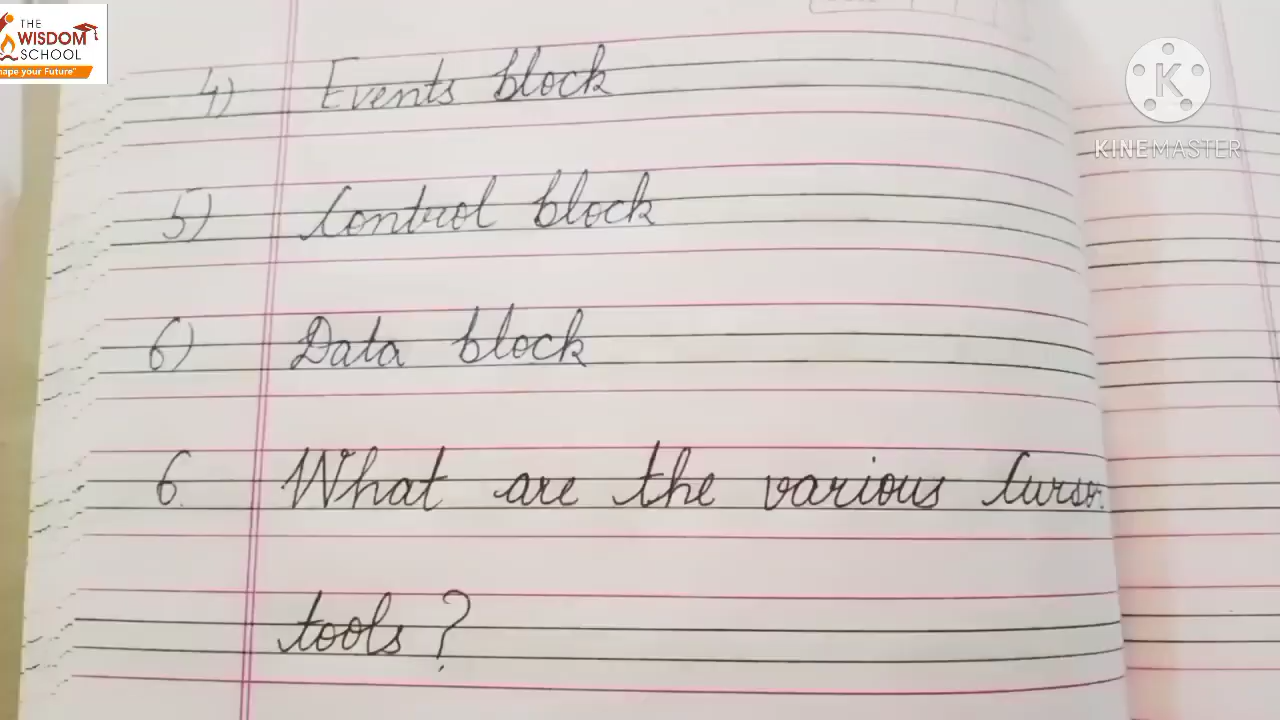 THE
WISDOM
SCHOOL
hape your Future"
KINEMASTER
4) Events block
5) Control block
6) Data block
6. What are the various Cursor
tools?